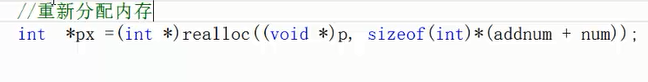 //重新分配内存
int  *px =(int *)realloc((void *)p, sizeof(int)*(addnum + num));